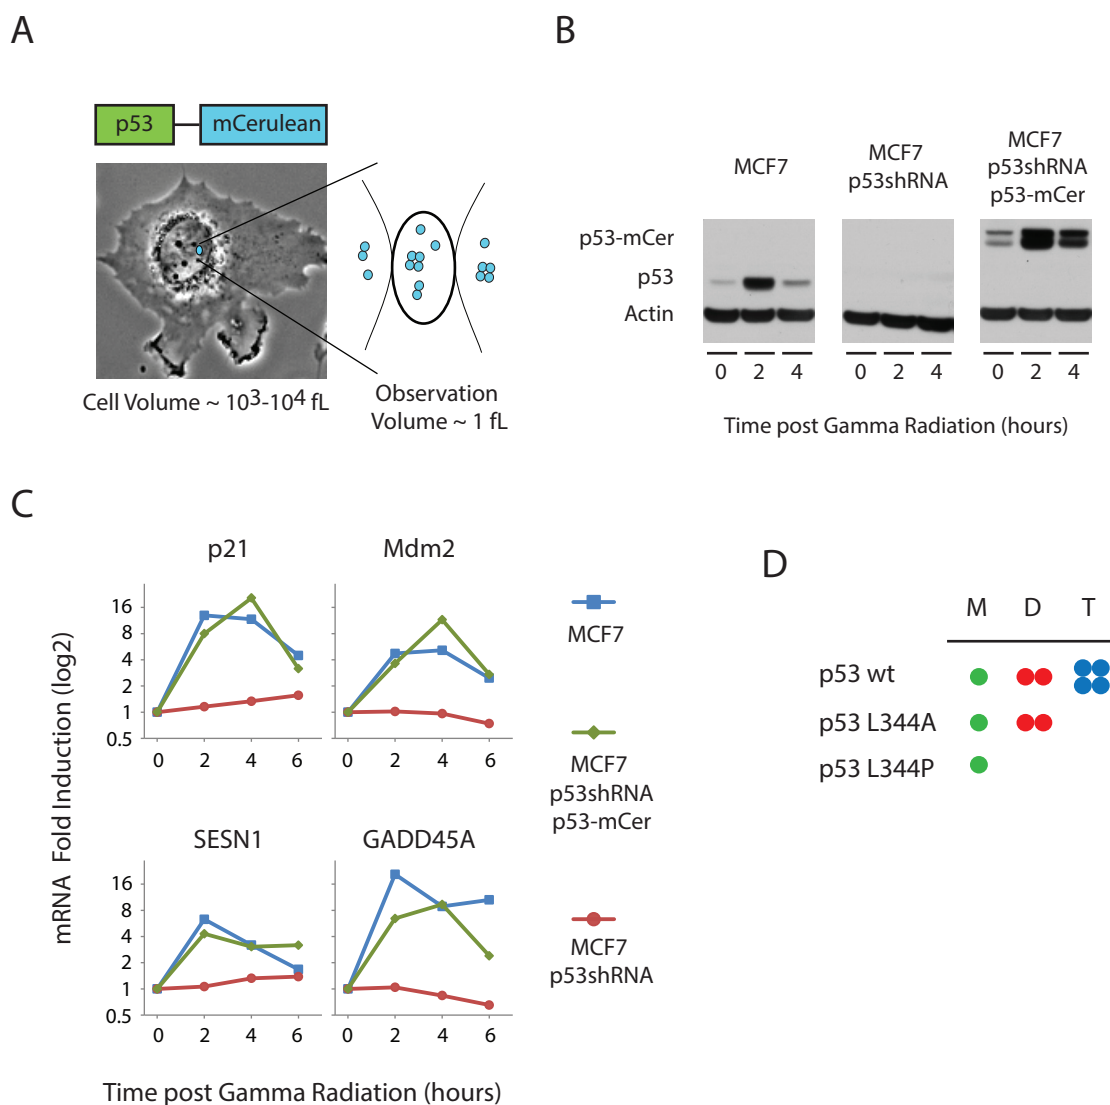 A
p53
mCerulean
Cell Volume ~ 10³-10⁴ fL
Observation
Volume ~ 1 fL
B
MCF7
MCF7
p53shRNA
MCF7
p53shRNA
p53-mCer
p53-mCer
p53
Actin
0 2 4
0 2 4
0 2 4
Time post Gamma Radiation (hours)
C
mRNA Fold Induction (log2)
p21
16
8
4
2
1
0.5
0 2 4 6
Mdm2
0 2 4 6
SESN1
16
8
4
2
1
0.5
0 2 4 6
GADD45A
0 2 4 6
Time post Gamma Radiation (hours)
MCF7
MCF7
p53shRNA
p53-mCer
MCF7
p53shRNA
D
M D T
p53 wt
p53 L344A
p53 L344P